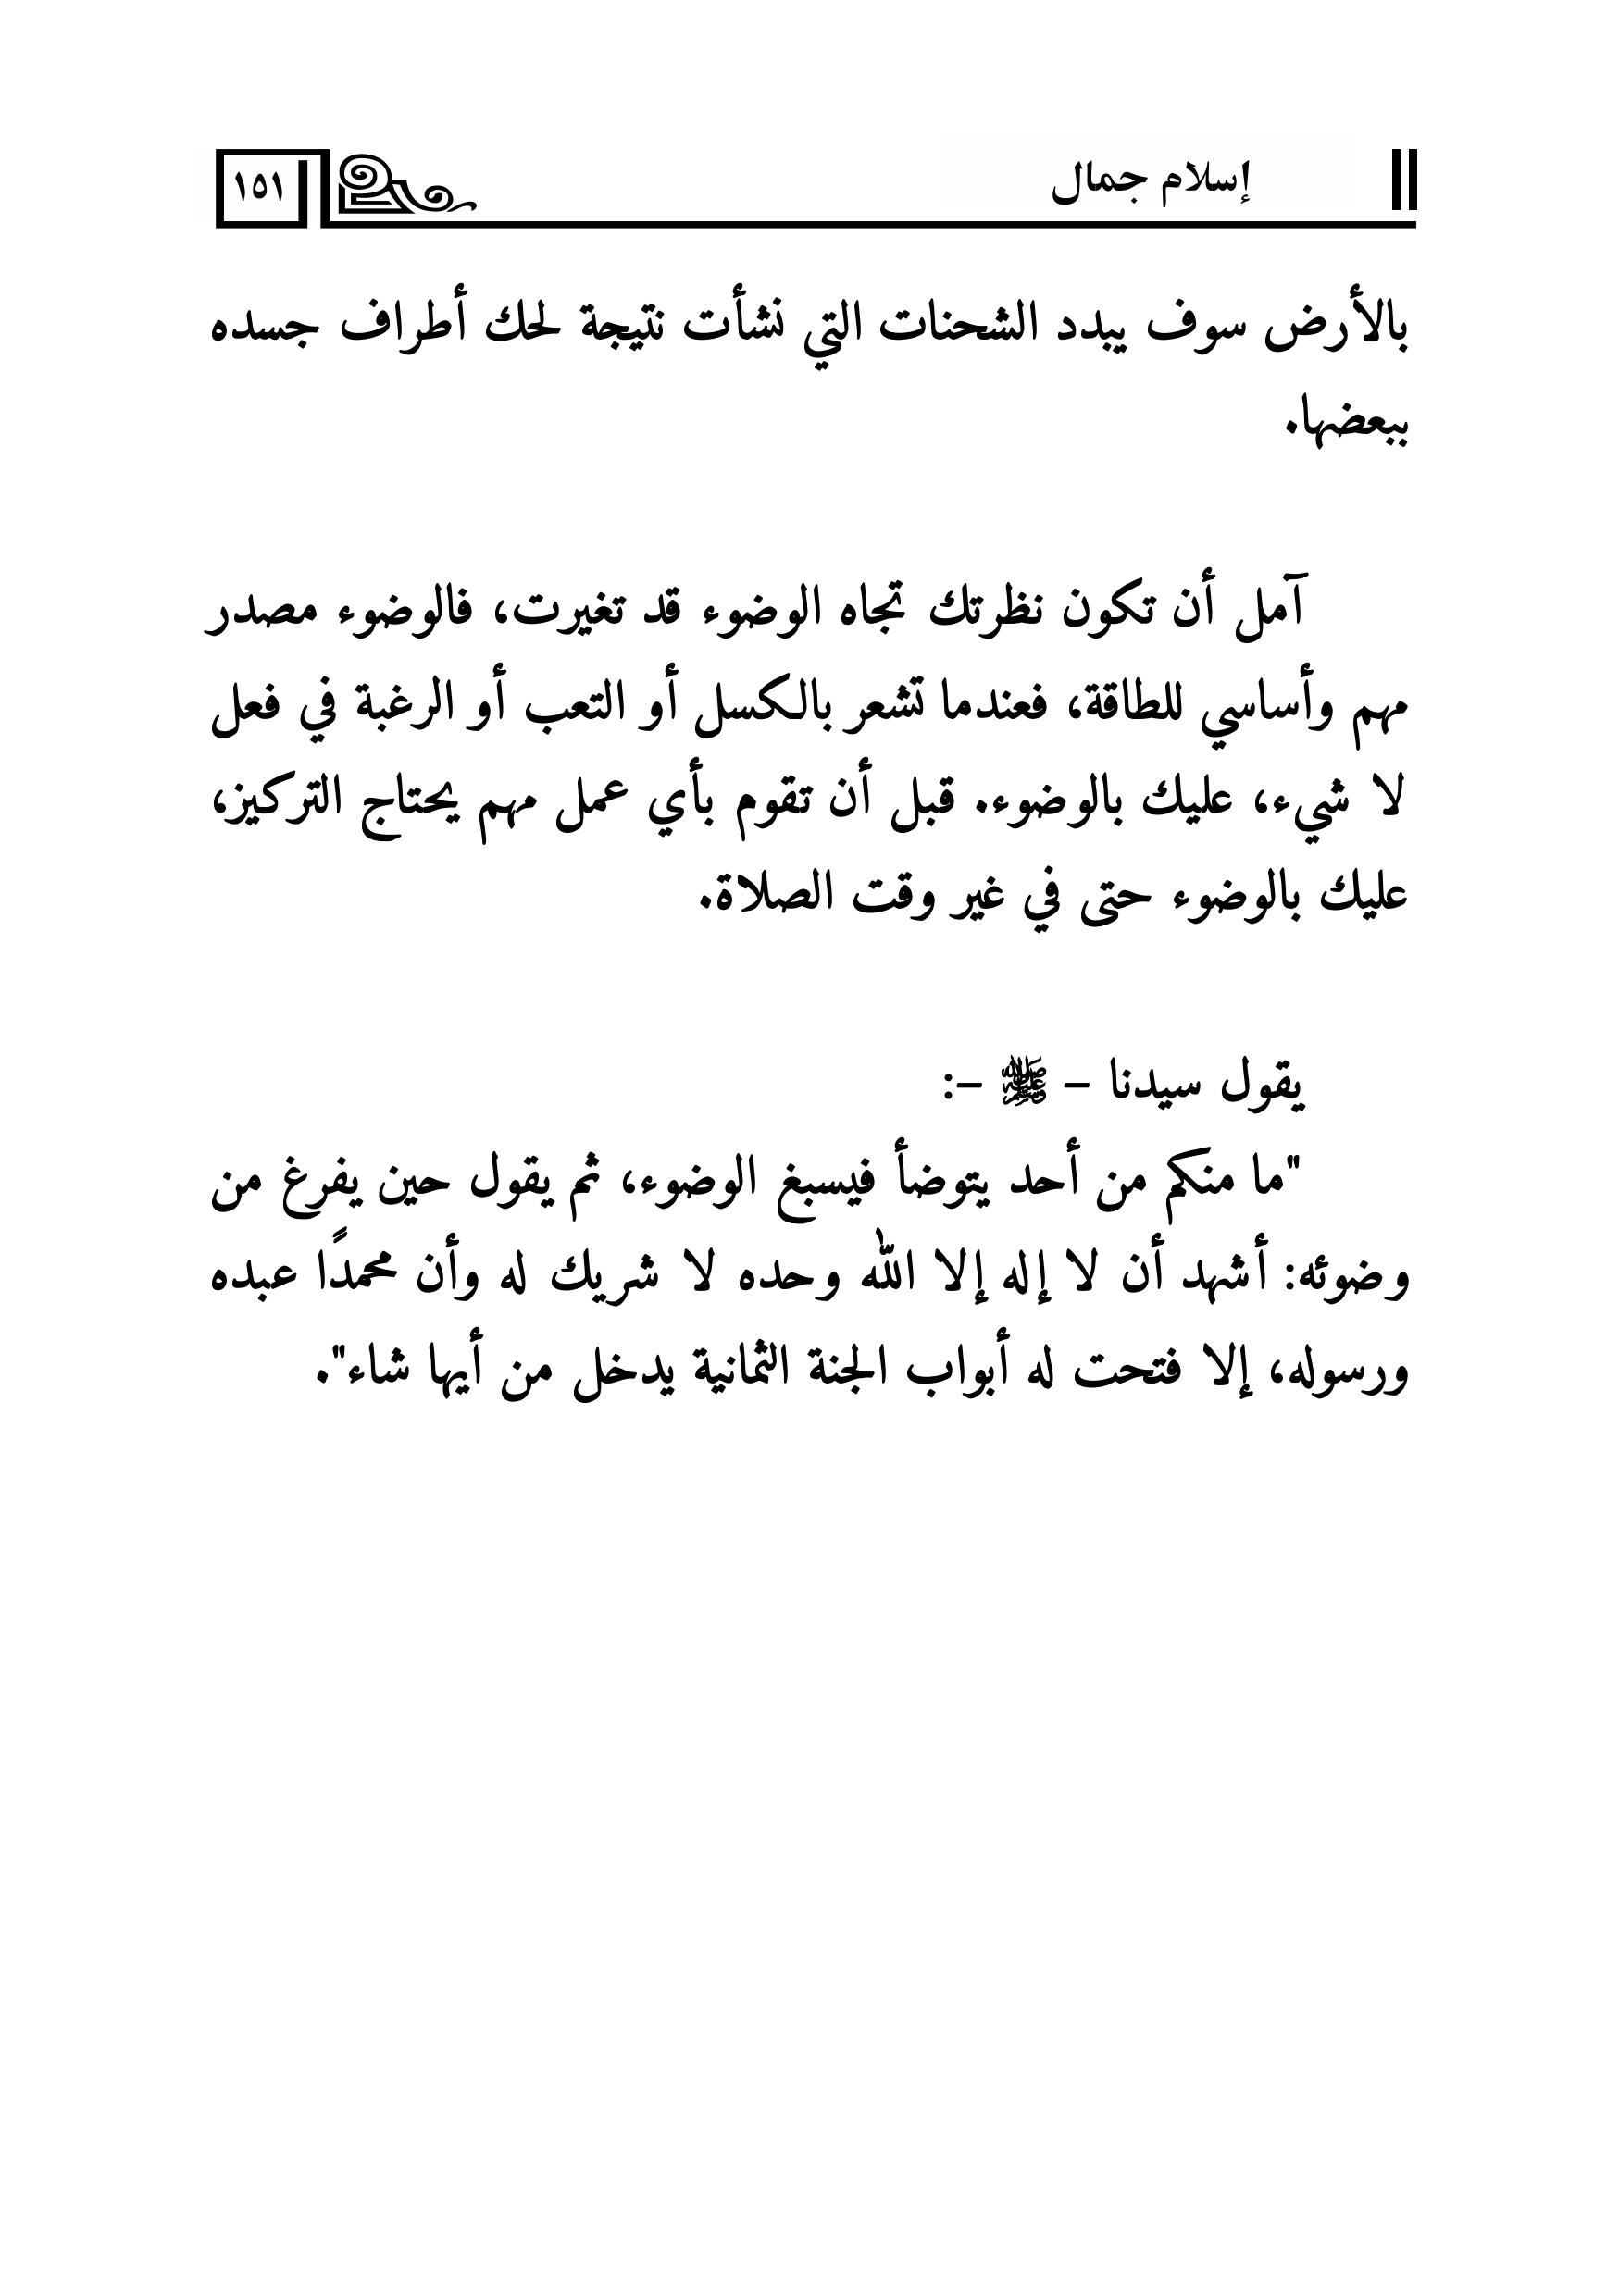 إسلام جمال
١٥١
بالأرض سوف يبدد الشحنات التي نشأت نتيجة لحك أطراف جسده
ببعضها.
آمل أن تكون نظرتك تجاه الوضوء قد تغيرت، فالوضوء مصدر
مهم وأساسي للطاقة، فعندما تشعر بالكسل أو التعب أو الرغبة في فعل
لا شيء، عليك بالوضوء. قبل أن تقوم بأي عمل مهم يحتاج التركيز،
عليك بالوضوء حتى في غير وقت الصلاة.
يقول سيدنا – ﷺ –:
"ما منكم من أحد يتوضأ فيسبغ الوضوء، ثم يقول حين يفرغ من
وضوئه: أشهد أن لا إله إلا الله وحده لا شريك له وأن محمدًا عبده
ورسوله، إلا فتحت له أبواب الجنة الثمانية يدخل من أيها شاء".